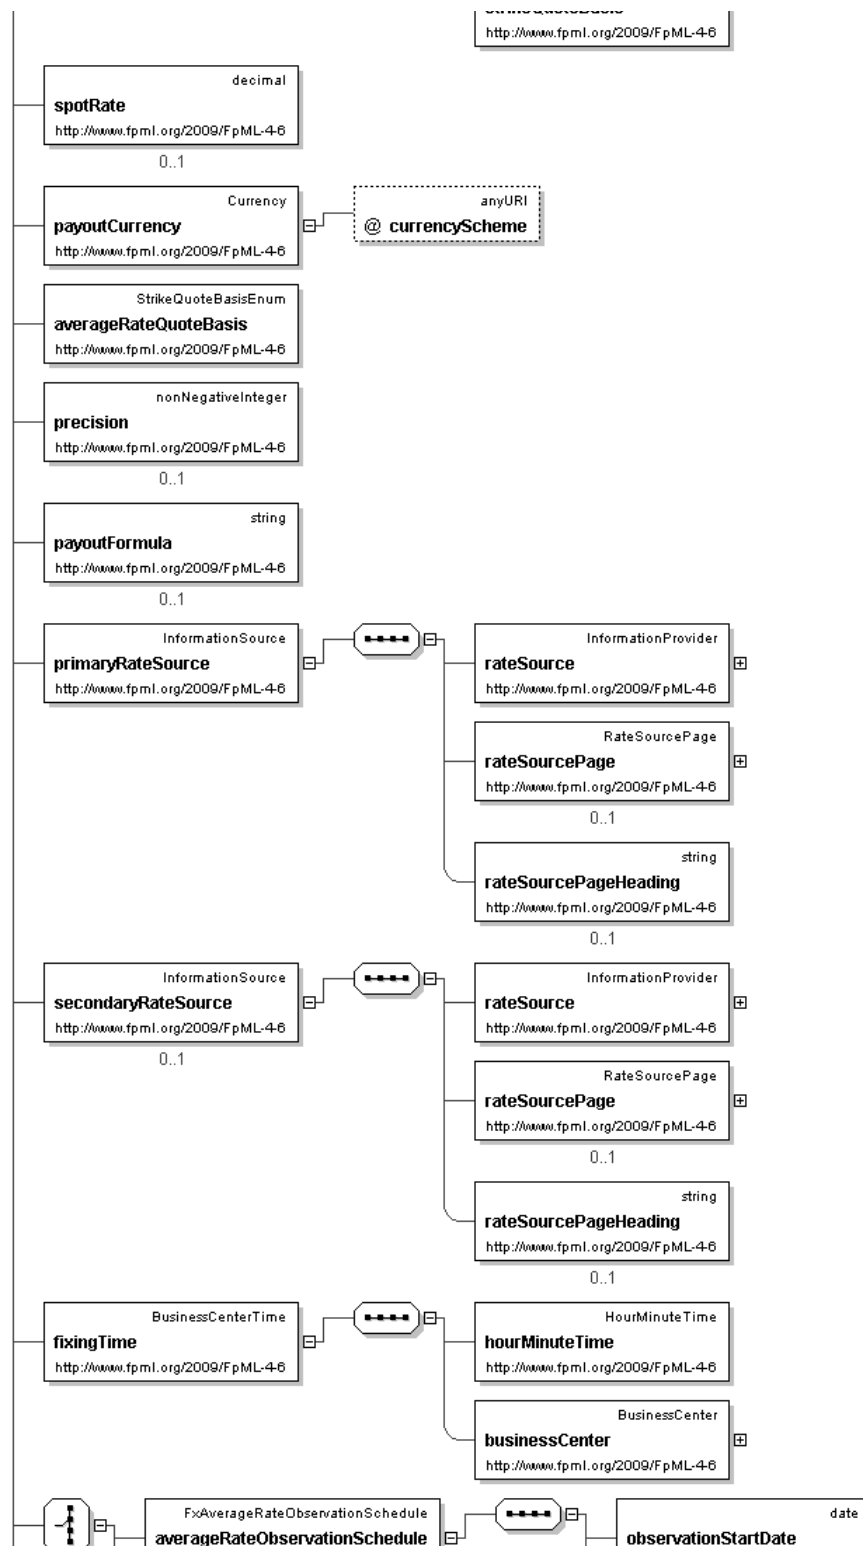 http://www.fpml.org/2009/FpML-4-6
decimal
spotRate
http://www.fpml.org/2009/FpML-4-6
0..1
Currency
payoutCurrency
http://www.fpml.org/2009/FpML-4-6
anyURI
@ currencyScheme
StrikeQuoteBasisEnum
averageRateQuoteBasis
http://www.fpml.org/2009/FpML-4-6
nonNegativeInteger
precision
http://www.fpml.org/2009/FpML-4-6
0..1
string
payoutFormula
http://www.fpml.org/2009/FpML-4-6
0..1
InformationSource
primaryRateSource
http://www.fpml.org/2009/FpML-4-6
InformationProvider
rateSource
http://www.fpml.org/2009/FpML-4-6
RateSourcePage
rateSourcePage
http://www.fpml.org/2009/FpML-4-6
0..1
string
rateSourcePageHeading
http://www.fpml.org/2009/FpML-4-6
0..1
InformationSource
secondaryRateSource
http://www.fpml.org/2009/FpML-4-6
0..1
InformationProvider
rateSource
http://www.fpml.org/2009/FpML-4-6
RateSourcePage
rateSourcePage
http://www.fpml.org/2009/FpML-4-6
0..1
string
rateSourcePageHeading
http://www.fpml.org/2009/FpML-4-6
0..1
BusinessCenterTime
fixingTime
http://www.fpml.org/2009/FpML-4-6
HourMinuteTime
hourMinuteTime
http://www.fpml.org/2009/FpML-4-6
BusinessCenter
businessCenter
http://www.fpml.org/2009/FpML-4-6
FxAverageRateObservationSchedule
averageRateObservationSchedule
date
observationStartDate